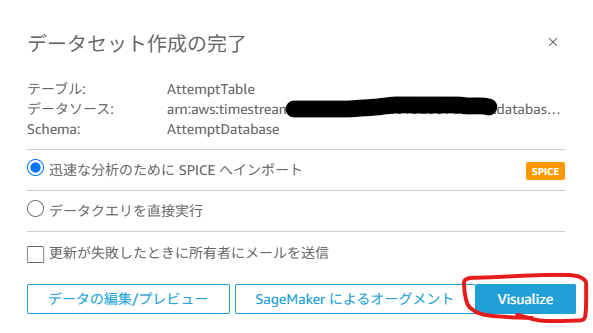 データセット作成の完了
テーブル: AttemptTable
データソース: arn:aws:timestream databas...
Schema: AttemptDatabase
迅速な分析のために SPICE へインポート SPICE
データクエリを直接実行
更新が失敗したときに所有者にメールを送信
データの編集/プレビュー SageMaker によるオーグメント Visualize